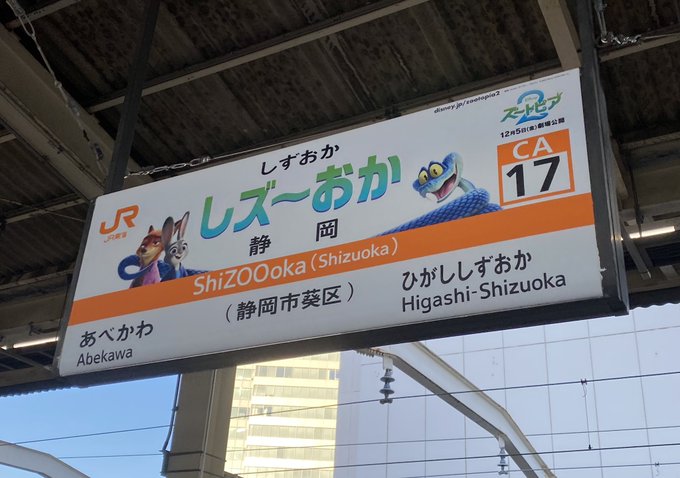 disney.jp/zootopia2
Disney
ズートピア
2
12月5日(金)劇場公開
しずおか
JR
JR東海
しズ〜おか
静岡
CA
17
ShiZOOoka(Shizuoka)
(静岡市葵区)
あべかわ
Abekawa
ひがししずおか
Higashi-Shizuoka